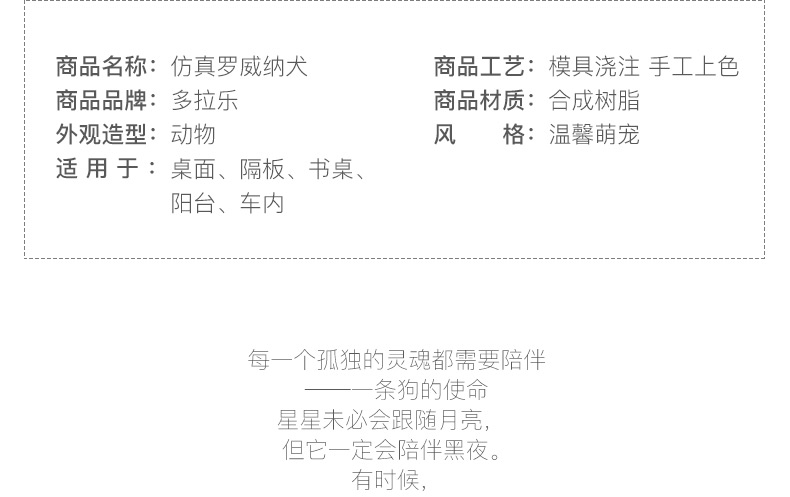 商品名称：仿真罗威纳犬 商品工艺：模具浇注 手工上色
商品品牌：多拉乐 商品材质：合成树脂
外观造型：动物 风　　格：温馨萌宠
适 用 于 ：桌面、隔板、书桌、
阳台、车内
每一个孤独的灵魂都需要陪伴
——一条狗的使命
星星未必会跟随月亮，
但它一定会陪伴黑夜。
有时候，